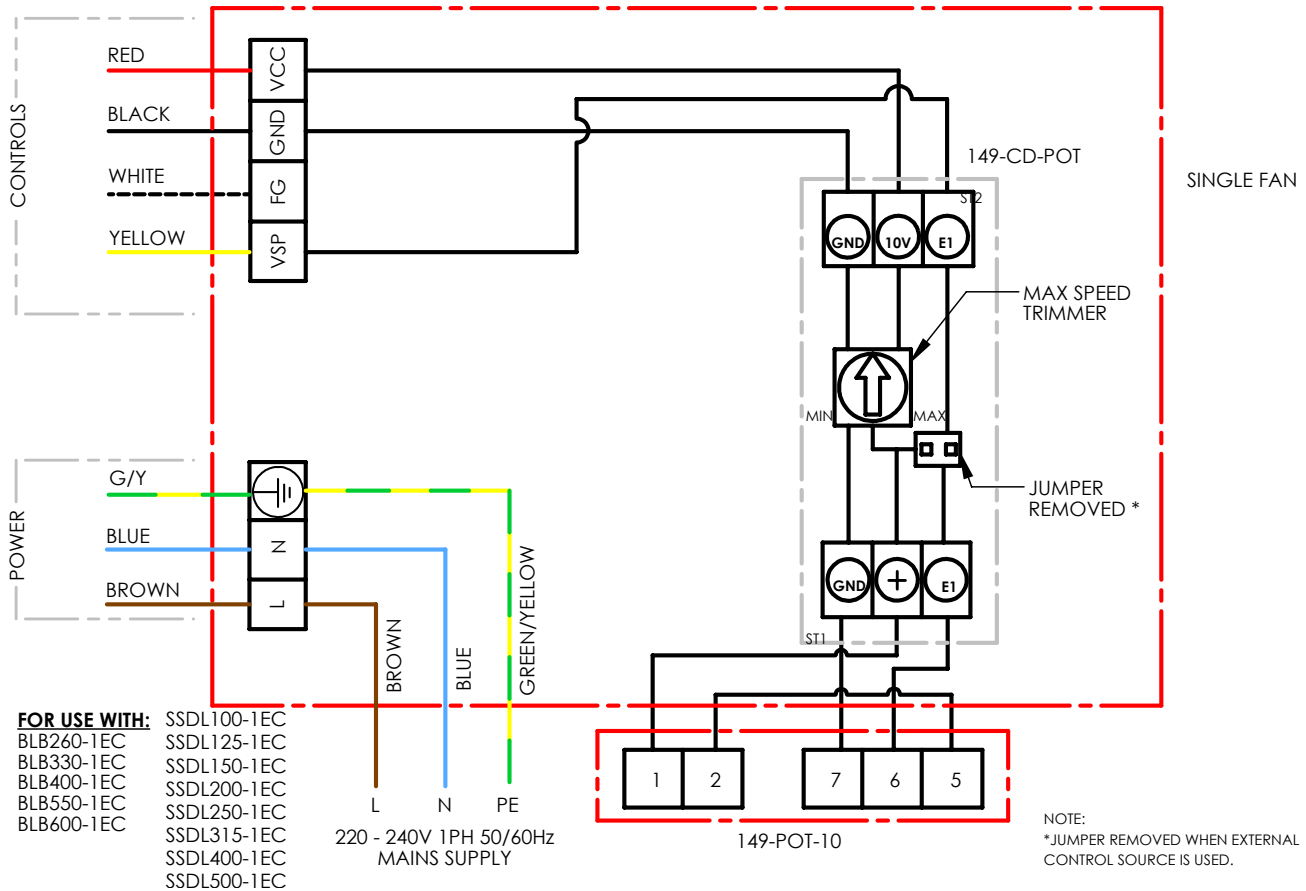 CONTROLS
RED
BLACK
WHITE
YELLOW
VCC
GND
FG
VSP
149-CD-POT
SINGLE FAN
ST2
GND
10V
E1
MAX SPEED
TRIMMER
MIN
MAX
JUMPER
REMOVED *
GND
+
E1
ST1
POWER
G/Y
BLUE
BROWN
N
L
BROWN
BLUE
GREEN/YELLOW
FOR USE WITH:
BLB260-1EC
BLB330-1EC
BLB400-1EC
BLB550-1EC
BLB600-1EC
SSDL100-1EC
SSDL125-1EC
SSDL150-1EC
SSDL200-1EC
SSDL250-1EC
SSDL315-1EC
SSDL400-1EC
SSDL500-1EC
L
N
PE
220 - 240V 1PH 50/60Hz
MAINS SUPPLY
1
2
7
6
5
149-POT-10
NOTE:
*JUMPER REMOVED WHEN EXTERNAL
CONTROL SOURCE IS USED.